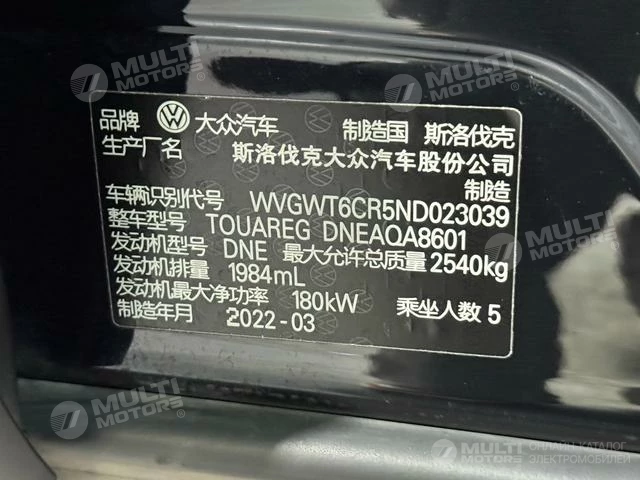 品牌 大众汽车 制造国 斯洛伐克
生产厂名 斯洛伐克大众汽车股份公司
制造
车辆识别代号 WVGWT6CR5ND023039
整车型号 TOUAREG DNEAQA8601
发动机型号 DNE 最大允许总质量 2540kg
发动机排量 1984mL
发动机最大净功率 180kW 乘坐人数 5
制造年月 2022-03
MULTI MOTORS®
MULTI MOTORS®
MULTI MOTORS®
MULTI MOTORS®
MULTI MOTORS
ОНЛАЙН-КАТАЛОГ
ЭЛЕКТРОМОБИЛЕЙ